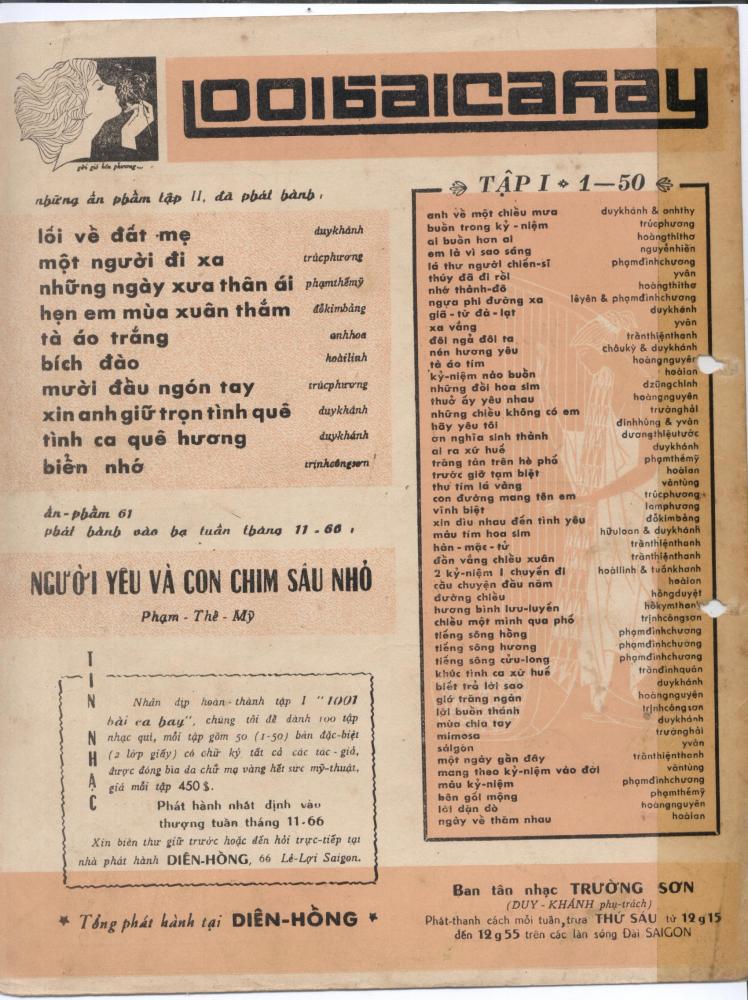 1001 bài ca hay
gởi gió bốn phương...
những ấn phẩm tập II, đã phát hành :
lối về đất mẹ duykhánh
một người đi xa trúcphương
những ngày xưa thân ái phạmthếmỹ
hẹn em mùa xuân thắm đỗkimbảng
tà áo trắng anhhoa
bích đào hoàilinh
mười đầu ngón tay trúcphương
xin anh giữ trọn tình quê duykhánh
tình ca quê hương duykhánh
biển nhớ trịnhcôngsơn
ấn-phẩm 61
phát hành vào hạ tuần tháng 11-66 :
NGƯỜI YÊU VÀ CON CHIM SÂU NHỎ
Phạm - Thế - Mỹ
TIN NHẠC
Nhân dịp hoàn-thành tập I "1001
bài ca hay", chúng tôi để dành 100 tập
nhạc quí, mỗi tập gồm 50 (1-50) bản đặc-biệt
(2 lớp giấy) có chữ ký tất cả các tác-giả,
được đóng bìa da chữ mạ vàng hết sức mỹ-thuật,
giá mỗi tập 450$.
Phát hành nhất định vào
thượng tuần tháng 11-66
Xin biên thư giữ trước hoặc đến hỏi trực-tiếp tại
nhà phát hành DIÊN-HỒNG, 66 Lê-Lợi Saigon.
* Tổng phát hành tại DIÊN-HỒNG *
TẬP I 1—50
anh về một chiều mưa duykhánh & anhthy
buồn trong kỷ-niệm trúcphương
ai buồn hơn ai hoàngthithơ
em là vì sao sáng nguyễnhiền
lá thư người chiến-sĩ phạmđìnhchương
thúy đã đi rồi yvân
nhớ thành-đô hoàngthithơ
ngựa phi đường xa lêyên & phạmđìnhchương
giã-từ đà-lạt duykhánh
xa vắng yvân
đôi ngả đôi ta trầnthiệnthanh
nén hương yêu châukỳ & duykhánh
tà áo tím hoàngnguyên
kỷ-niệm nào buồn hoàian
những đồi hoa sim dzũngchinh
thuở ấy yêu nhau hoàngnguyên
những chiều không có em trườnghải
hãy yêu tôi đinhhùng & yvân
ơn nghĩa sinh thành dươngthiệutước
ai ra xứ huế duykhánh
trăng tàn trên hè phố phạmthếmỹ
trước giờ tạm biệt hoàian
thư tím lá vàng văntùng
con đường mang tên em trúcphương
vĩnh biệt lamphương
xin dìu nhau đến tình yêu đỗkimbảng
màu tím hoa sim hữuloan & duykhánh
hàn-mặc-tử trầnthiệnthanh
đồn vắng chiều xuân trầnthiệnthanh
2 kỷ-niệm 1 chuyến đi hoàilinh & tuấnkhanh
câu chuyện đầu năm hoàian
đường chiều hồngduyệt
hương bình lưu-luyến hồkymthanh
chiều một mình qua phố trịnhcôngsơn
tiếng sông hồng phạmđìnhchương
tiếng sông hương phạmđìnhchương
tiếng sông cửu-long phạmđìnhchương
khúc tình ca xứ huế trầnđìnhquân
biết trả lời sao duykhánh
gió trăng ngàn hoàngnguyên
lời buồn thánh trịnhcôngsơn
mùa chia tay duykhánh
mimosa trườnghải
sàigòn yvân
một ngày gần đây trầnthiệnthanh
mang theo kỷ-niệm vào đời văntùng
màu kỷ-niệm phạmđìnhchương
bên gối mộng phạmthếmỹ
lời dặn dò hoàngnguyên
ngày về thăm nhau hoàian
Ban tân nhạc TRƯỜNG SƠN
(DUY - KHÁNH phụ-trách)
Phát-thanh cách mỗi tuần, trưa THỨ SÁU từ 12g15
đến 12g55 trên các làn sóng Đài SAIGON